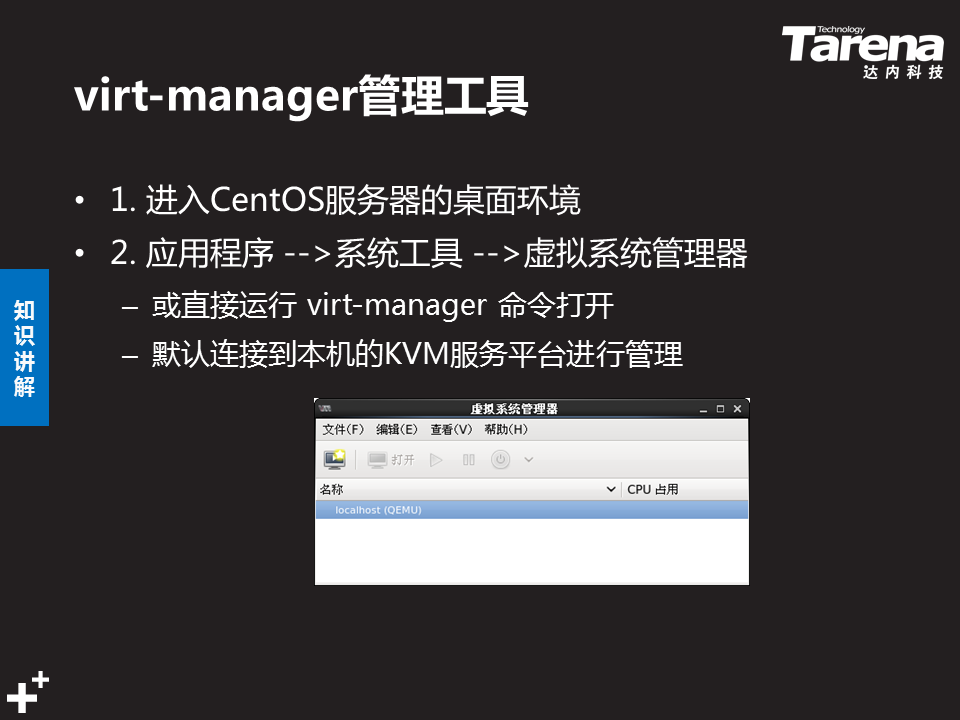 Technology
Tarena
达内科技
virt-manager管理工具
• 1. 进入CentOS服务器的桌面环境
• 2. 应用程序 -->系统工具 -->虚拟系统管理器
– 或直接运行 virt-manager 命令打开
– 默认连接到本机的KVM服务平台进行管理
知识讲解
虚拟系统管理器
文件(F) 编辑(E) 查看(V) 帮助(H)
打开
名称 CPU 占用
localhost (QEMU)